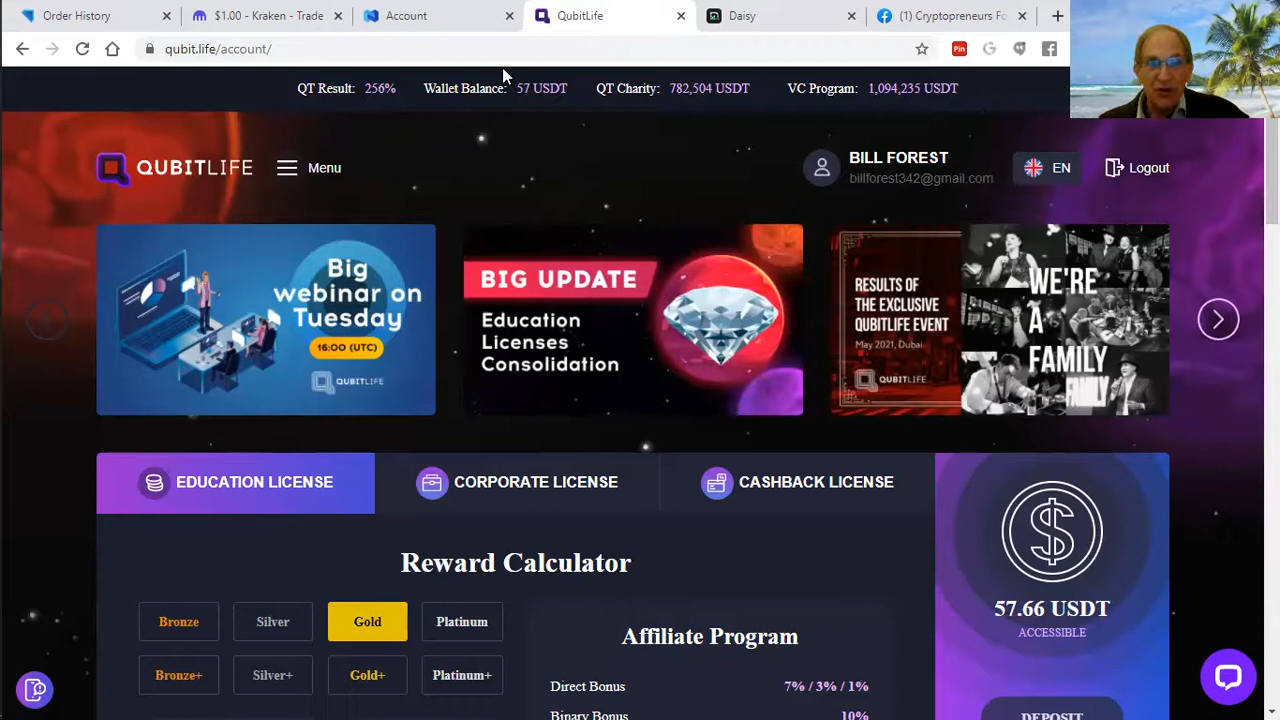 Order History
$1.00 - Kraken - Trade
Account
QubitLife
Daisy
(1) Cryptopreneurs Fo
qubit.life/account/
Pin
QT Result: 256%
Wallet Balance: 57 USDT
QT Charity: 782,504 USDT
VC Program: 1,094,235 USDT
QUBITLIFE
Menu
BILL FOREST
billforest342@gmail.com
EN
Logout
Big
webinar on
Tuesday
16:00 (UTC)
QUBITLIFE
BIG UPDATE
Education
Licenses
Consolidation
RESULTS OF
THE EXCLUSIVE
QUBITLIFE EVENT
May 2021, Dubai
QUBITLIFE
WE'RE
A
FAMILY
FAMILY
EDUCATION LICENSE
CORPORATE LICENSE
CASHBACK LICENSE
Reward Calculator
Bronze
Silver
Gold
Platinum
Bronze+
Silver+
Gold+
Platinum+
Affiliate Program
Direct Bonus 7% / 3% / 1%
Binary Bonus 10%
57.66 USDT
ACCESSIBLE
DEPOSIT